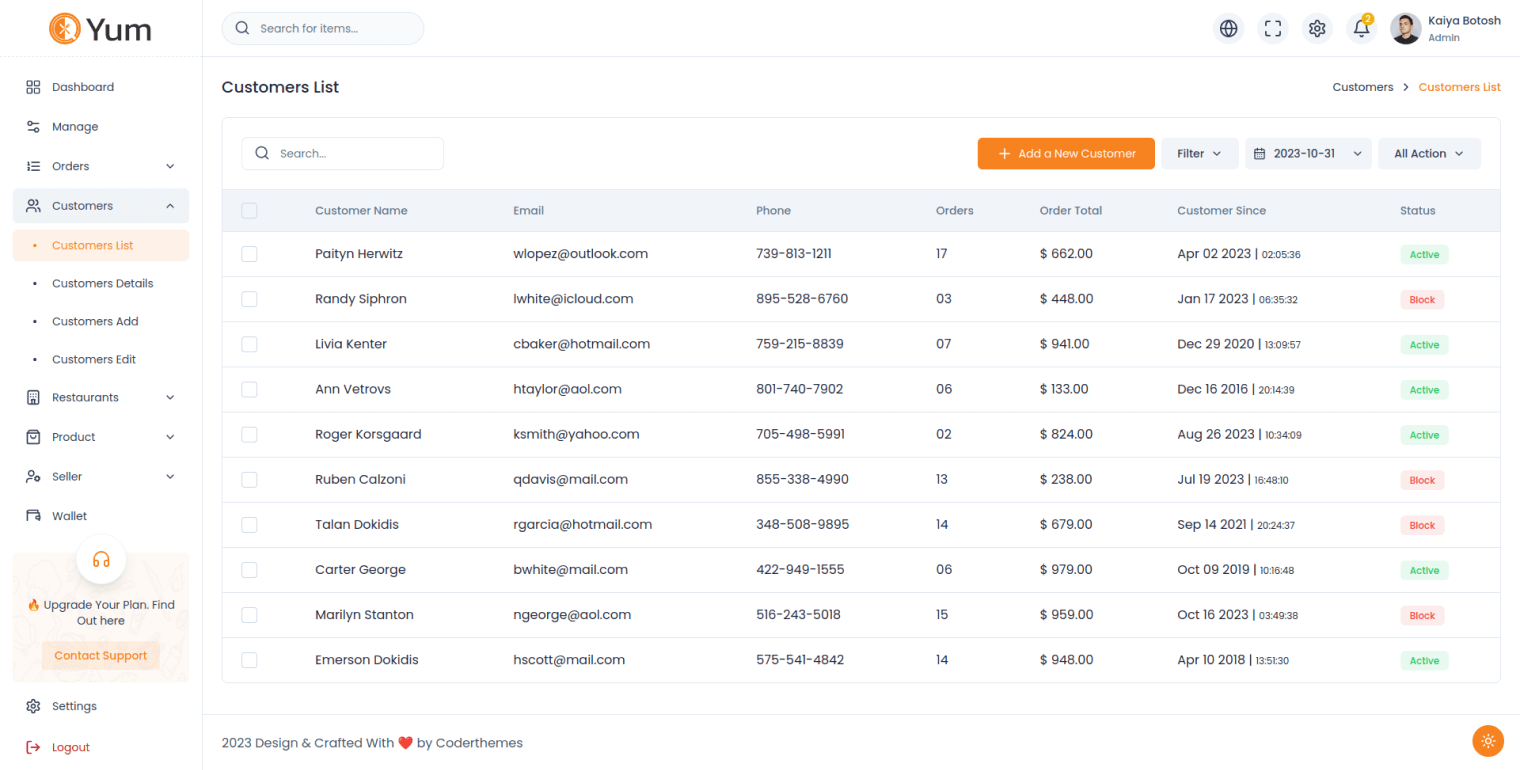 Yum
Search for items...
2
Kaiya Botosh
Admin
Dashboard
Manage
Orders
Customers
Customers List
Customers Details
Customers Add
Customers Edit
Restaurants
Product
Seller
Wallet
🔥 Upgrade Your Plan. Find
Out here
Contact Support
Settings
Logout
Customers List
Customers > Customers List
Search...
+ Add a New Customer
Filter
2023-10-31
All Action
Customer Name Email Phone Orders Order Total Customer Since Status
Paityn Herwitz wlopez@outlook.com 739-813-1211 17 $ 662.00 Apr 02 2023 | 02:05:36 Active
Randy Siphron lwhite@icloud.com 895-528-6760 03 $ 448.00 Jan 17 2023 | 06:35:32 Block
Livia Kenter cbaker@hotmail.com 759-215-8839 07 $ 941.00 Dec 29 2020 | 13:09:57 Active
Ann Vetrovs htaylor@aol.com 801-740-7902 06 $ 133.00 Dec 16 2016 | 20:14:39 Active
Roger Korsgaard ksmith@yahoo.com 705-498-5991 02 $ 824.00 Aug 26 2023 | 10:34:09 Active
Ruben Calzoni qdavis@mail.com 855-338-4990 13 $ 238.00 Jul 19 2023 | 16:48:10 Block
Talan Dokidis rgarcia@hotmail.com 348-508-9895 14 $ 679.00 Sep 14 2021 | 20:24:37 Block
Carter George bwhite@mail.com 422-949-1555 06 $ 979.00 Oct 09 2019 | 10:16:48 Active
Marilyn Stanton ngeorge@aol.com 516-243-5018 15 $ 959.00 Oct 16 2023 | 03:49:38 Block
Emerson Dokidis hscott@mail.com 575-541-4842 14 $ 948.00 Apr 10 2018 | 13:51:30 Active
2023 Design & Crafted With ❤️ by Coderthemes